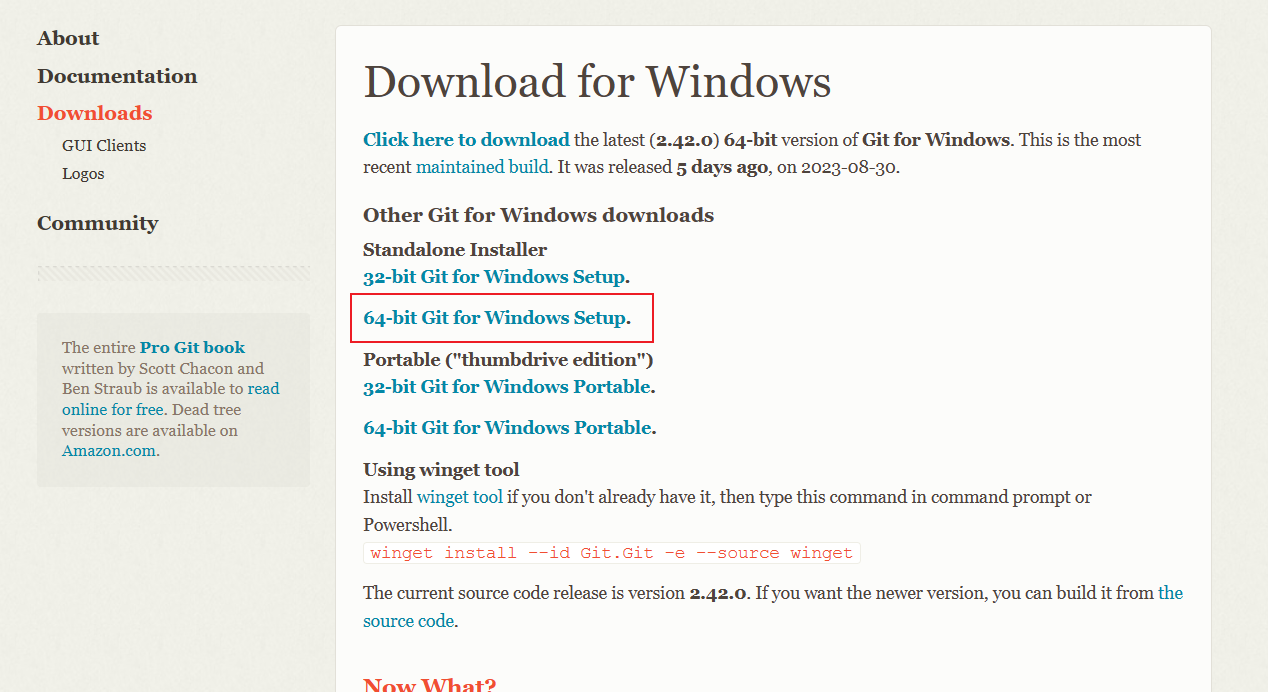 About
Documentation
Downloads
GUI Clients
Logos
Community
The entire Pro Git book
written by Scott Chacon and
Ben Straub is available to read
online for free. Dead tree
versions are available on
Amazon.com.
Download for Windows
Click here to download the latest (2.42.0) 64-bit version of Git for Windows. This is the most
recent maintained build. It was released 5 days ago, on 2023-08-30.
Other Git for Windows downloads
Standalone Installer
32-bit Git for Windows Setup.
64-bit Git for Windows Setup.
Portable ("thumbdrive edition")
32-bit Git for Windows Portable.
64-bit Git for Windows Portable.
Using winget tool
Install winget tool if you don't already have it, then type this command in command prompt or
Powershell.
winget install --id Git.Git -e --source winget
The current source code release is version 2.42.0. If you want the newer version, you can build it from the
source code.
Now What?